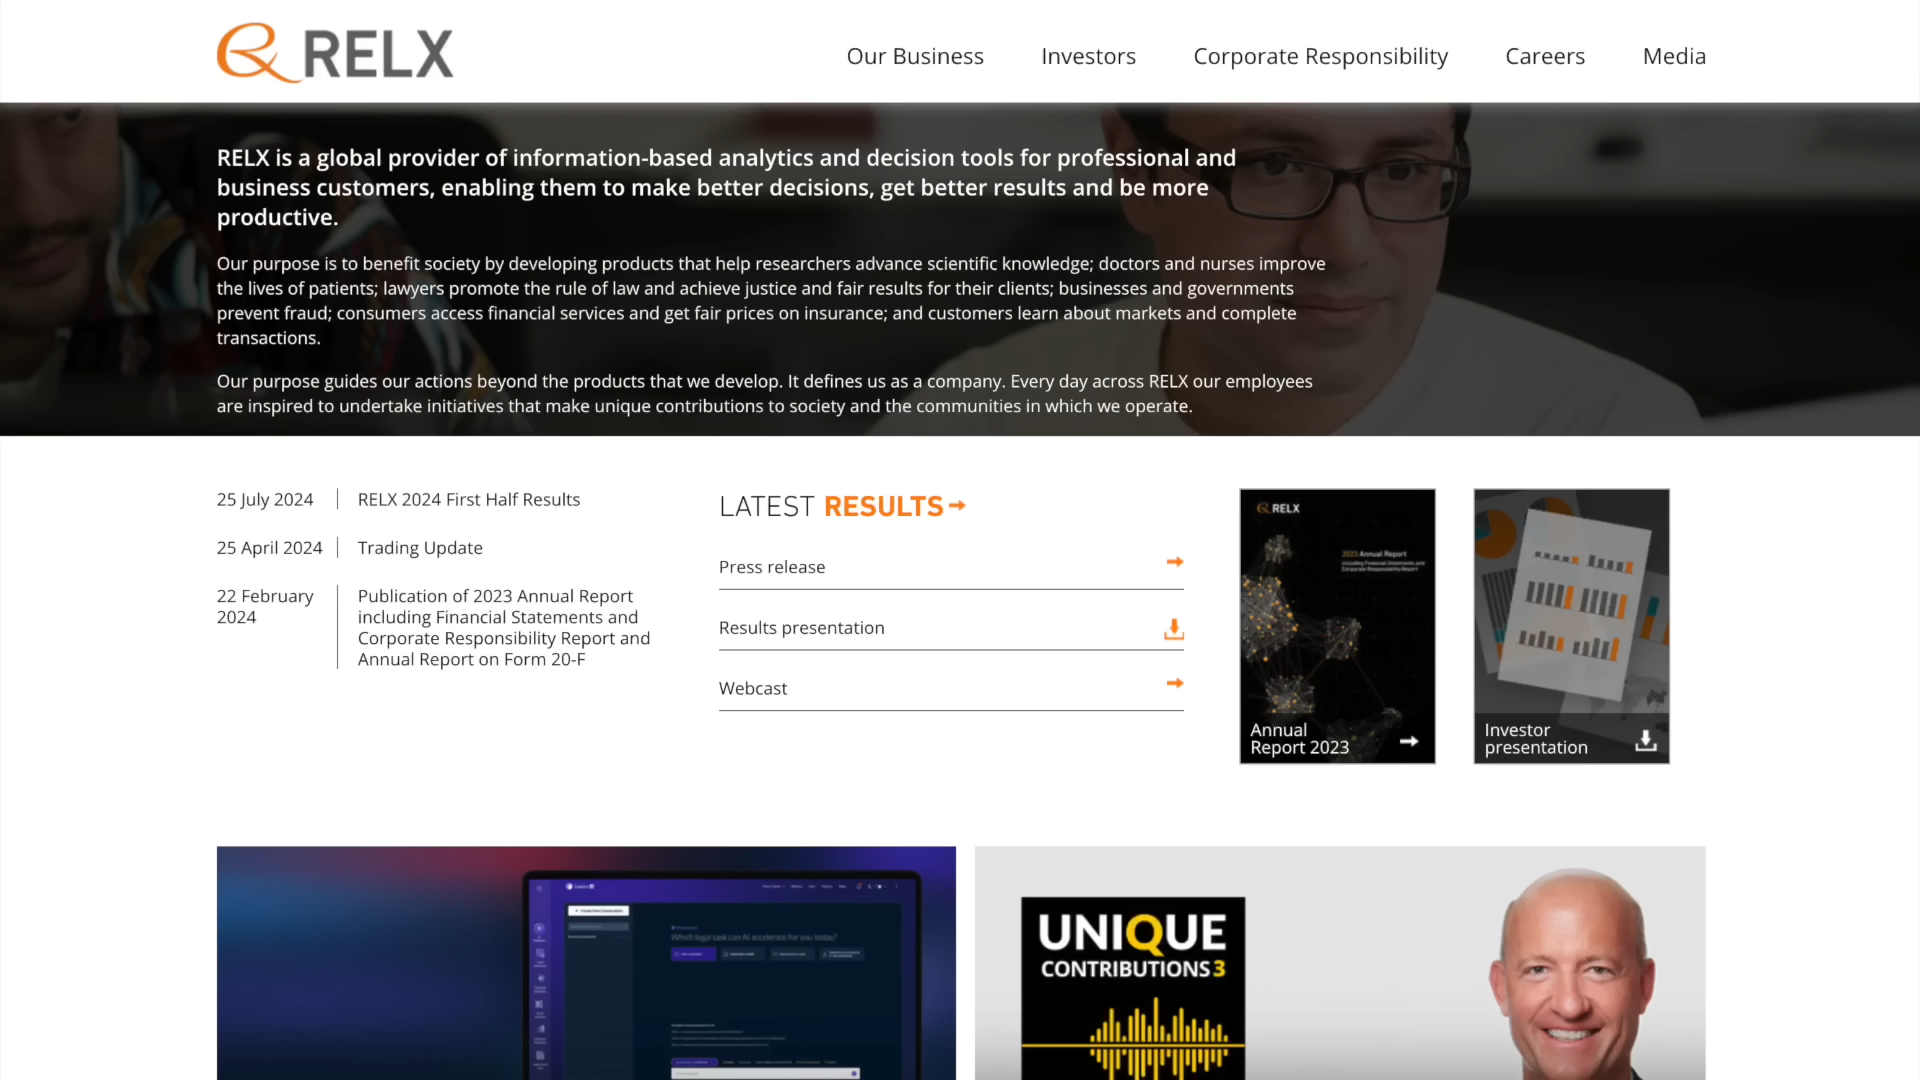 RELX
Our Business
Investors
Corporate Responsibility
Careers
Media
RELX is a global provider of information-based analytics and decision tools for professional and
business customers, enabling them to make better decisions, get better results and be more
productive.
Our purpose is to benefit society by developing products that help researchers advance scientific knowledge; doctors and nurses improve
the lives of patients; lawyers promote the rule of law and achieve justice and fair results for their clients; businesses and governments
prevent fraud; consumers access financial services and get fair prices on insurance; and customers learn about markets and complete
transactions.
Our purpose guides our actions beyond the products that we develop. It defines us as a company. Every day across RELX our employees
are inspired to undertake initiatives that make unique contributions to society and the communities in which we operate.
25 July 2024
RELX 2024 First Half Results
25 April 2024
Trading Update
22 February
2024
Publication of 2023 Annual Report
including Financial Statements and
Corporate Responsibility Report and
Annual Report on Form 20-F
LATEST RESULTS
Press release
Results presentation
Webcast
RELX
2023 Annual Report
Including Financial Statements and
Corporate Responsibility Report
Annual
Report 2023
Investor
presentation
Which legal task can AI accelerate for you today?
UNIQUE
CONTRIBUTIONS 3